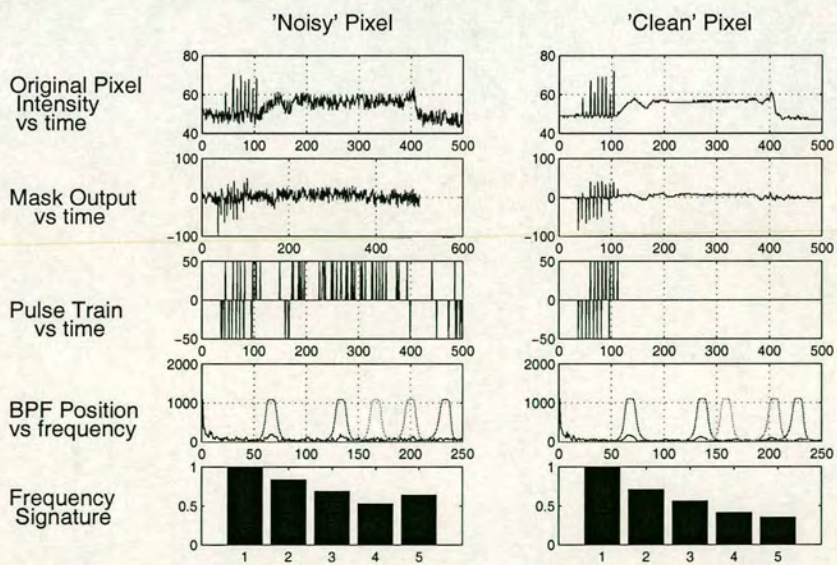 'Noisy' Pixel
'Clean' Pixel
Original Pixel
Intensity
vs time
80
60
40
0 100 200 300 400 500
80
60
40
0 100 200 300 400 500
Mask Output
vs time
100
0
−100
0 200 400 600
100
0
−100
0 100 200 300 400 500
Pulse Train
vs time
50
0
−50
0 100 200 300 400 500
50
0
−50
0 100 200 300 400 500
BPF Position
vs frequency
2000
1000
0
0 50 100 150 200 250
2000
1000
0
0 50 100 150 200 250
Frequency
Signature
1
0.5
0
1 2 3 4 5
1
0.5
0
1 2 3 4 5